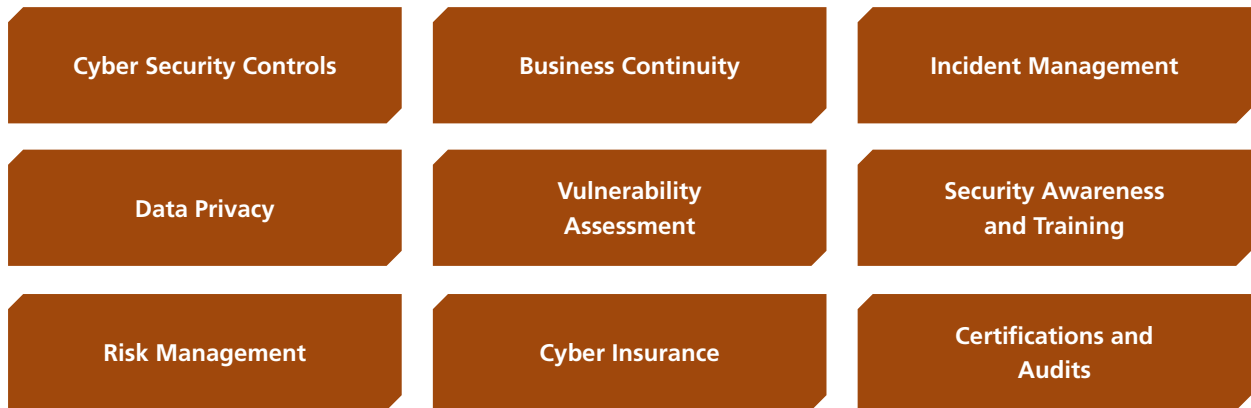 Cyber Security Controls
Business Continuity
Incident Management
Data Privacy
Vulnerability
Assessment
Security Awareness
and Training
Risk Management
Cyber Insurance
Certifications and
Audits